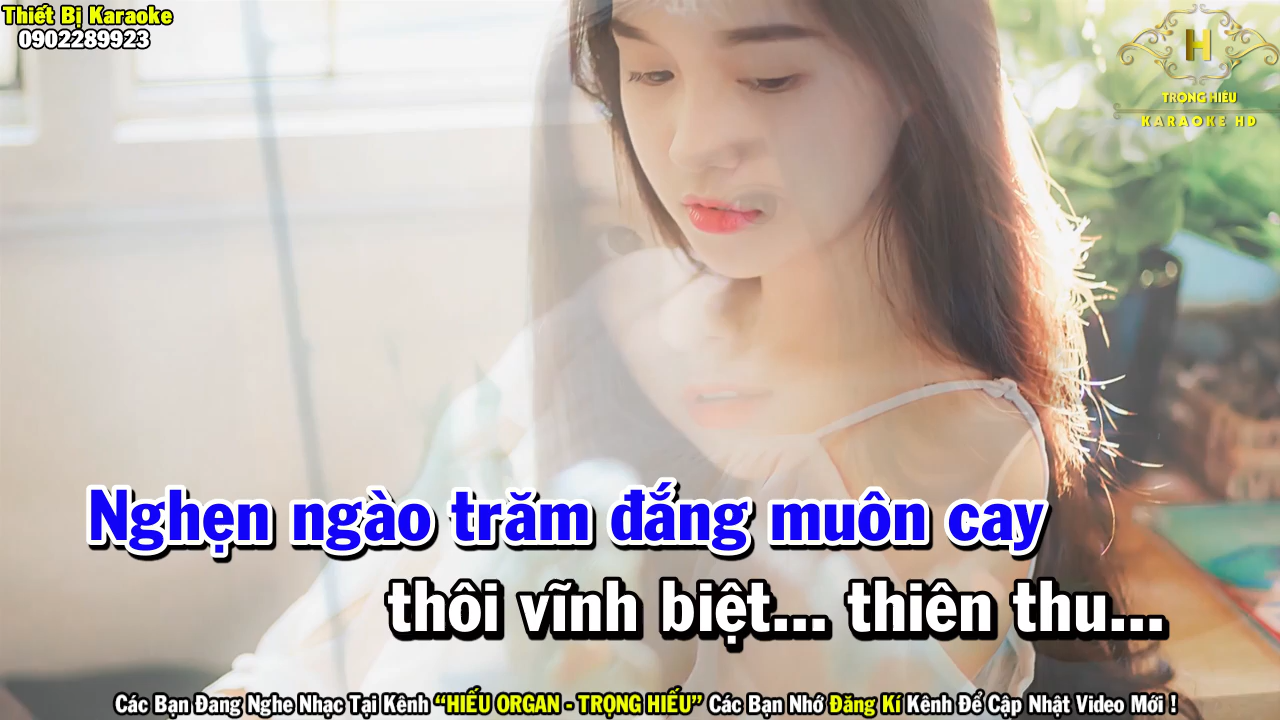 Thiết Bị Karaoke
0902289923
H
TRỌNG HIẾU
KARAOKE HD
Nghẹn ngào trăm đắng muôn cay
thôi vĩnh biệt... thiên thu...
Các Bạn Đang Nghe Nhạc Tại Kênh “HIẾU ORGAN - TRỌNG HIẾU” Các Bạn Nhớ Đăng Kí Kênh Để Cập Nhật Video Mới !